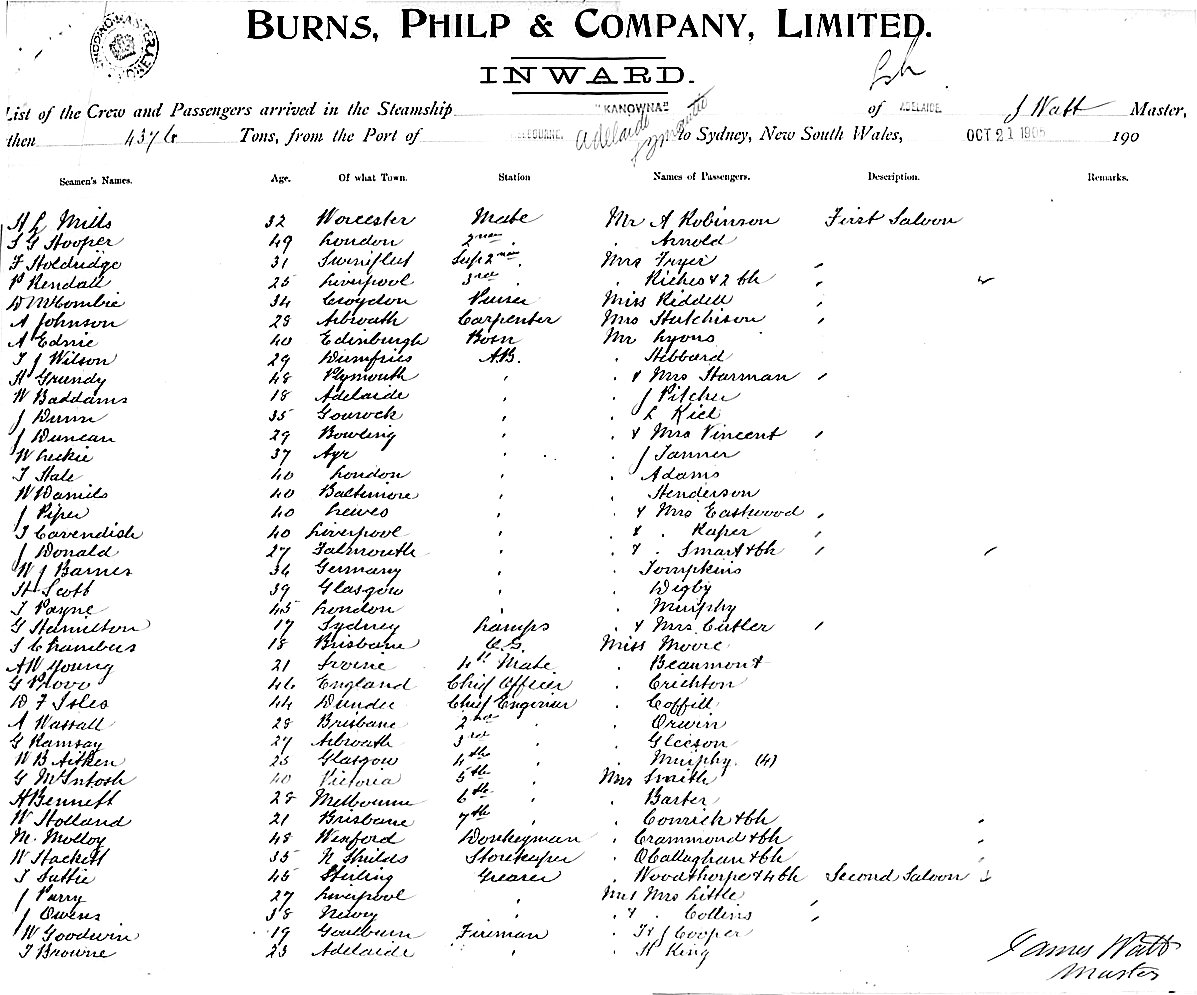 BURNS, PHILP & COMPANY, LIMITED.
INWARD.
List of the Crew and Passengers arrived in the Steamship "KANOWNA" of ADELAIDE. J Watt Master,
then 4376 Tons, from the Port of MELBOURNE. Adelaide Fremantle to Sydney, New South Wales, OCT 21 1905 190
Seamen's Names. Age. Of what Town. Station Names of Passengers. Description. Remarks.
H L Mills 32 Worcester Mate Mr A Robinson First Saloon
S G Hooper 49 London 2nd . . Arnold
F Holdridge 31 Swineflut Sup 2nd . Mrs Fryer
P Kendall 25 Liverpool 3rd . Riches & 2 Ch
D McCombie 34 Croydon Purser Miss Riddell
A Johnson 28 Arbroath Carpenter Mrs Hutchison
A Ednie 40 Edinburgh Bosn Mr Lyons
T J Wilson 29 Dumfries A.B. . Hibbard
H Grundy 48 Plymouth . . & Mrs Harman
W Baddams 18 Adelaide . . J Pitcher
J Dunn 35 Gourock . . L Kiel
J Duncan 29 Bowling . . & Mrs Vincent
W Leckie 37 Ayr . . J Tanner
T Hale 40 London . . Adams
W Daniels 40 Baltimore . . Henderson
J Piper 40 Lewes . . & Mrs Eastwood
T Cavendish 40 Liverpool . . & . Raper
J Donald 27 Falmouth . . & . Smart & Ch
W J Barnes 34 Germany . . Tompkins
H Scott 39 Glasgow . . Digby
T Payne 45 London . . Murphy
G Hamilton 17 Sydney Lamps . & Mrs Cutler
S Chambers 18 Brisbane O.S. Miss Moore
A W Young 21 Irvine 4th Mate . Beaumont
G Provo 46 England Chief Officer . Crichton
D F Isles 44 Dundee Chief Engineer . Coffill
A Wassall 28 Brisbane 2nd . . Orwin
G Ramsay 27 Arbroath 3rd . . Gleeson
W B Aitken 25 Glasgow 4th . . Murphy. (4)
G McIntosh 40 Victoria 5th . Mrs Smith
H Bennett 28 Melbourne 6th . . Barter
W Holland 21 Brisbane 7th . . Conrick & Ch
M. Molloy 48 Wexford Donkeyman . Crammond & Ch
W Hackett 35 N Shields Storekeeper . O'Callaghan & Ch
T Suttie 45 Stirling Greaser . Woodthorpe & 4 Ch Second Saloon
J Parry 27 Liverpool . Mr & Mrs Little
J Owens 38 Newry . . & . Collins
W Goodwin 19 Goulburn Fireman . H J Cooper
T Browne 23 Adelaide . . H King
James Watt
Master